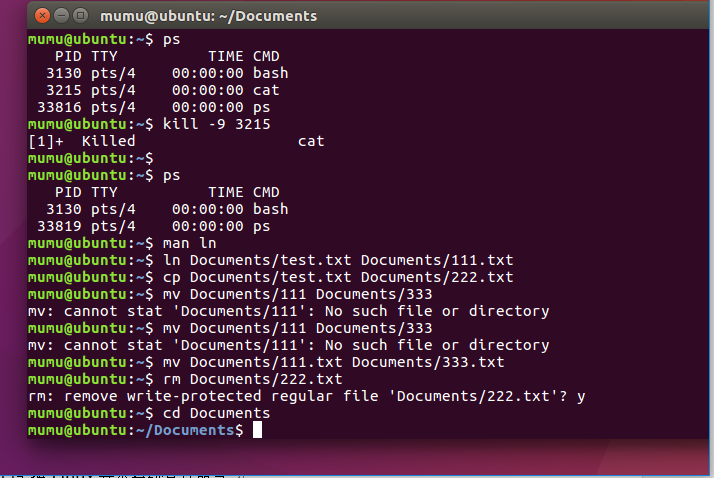 mumu@ubuntu: ~/Documents
mumu@ubuntu:~$ ps
   PID TTY          TIME CMD
  3130 pts/4    00:00:00 bash
  3215 pts/4    00:00:00 cat
 33816 pts/4    00:00:00 ps
mumu@ubuntu:~$ kill -9 3215
[1]+  Killed                  cat
mumu@ubuntu:~$
mumu@ubuntu:~$ ps
   PID TTY          TIME CMD
  3130 pts/4    00:00:00 bash
 33819 pts/4    00:00:00 ps
mumu@ubuntu:~$ man ln
mumu@ubuntu:~$ ln Documents/test.txt Documents/111.txt
mumu@ubuntu:~$ cp Documents/test.txt Documents/222.txt
mumu@ubuntu:~$ mv Documents/111 Documents/333
mv: cannot stat 'Documents/111': No such file or directory
mumu@ubuntu:~$ mv Documents/111 Documents/333
mv: cannot stat 'Documents/111': No such file or directory
mumu@ubuntu:~$ mv Documents/111.txt Documents/333.txt
mumu@ubuntu:~$ rm Documents/222.txt
rm: remove write-protected regular file 'Documents/222.txt'? y
mumu@ubuntu:~$ cd Documents
mumu@ubuntu:~/Documents$